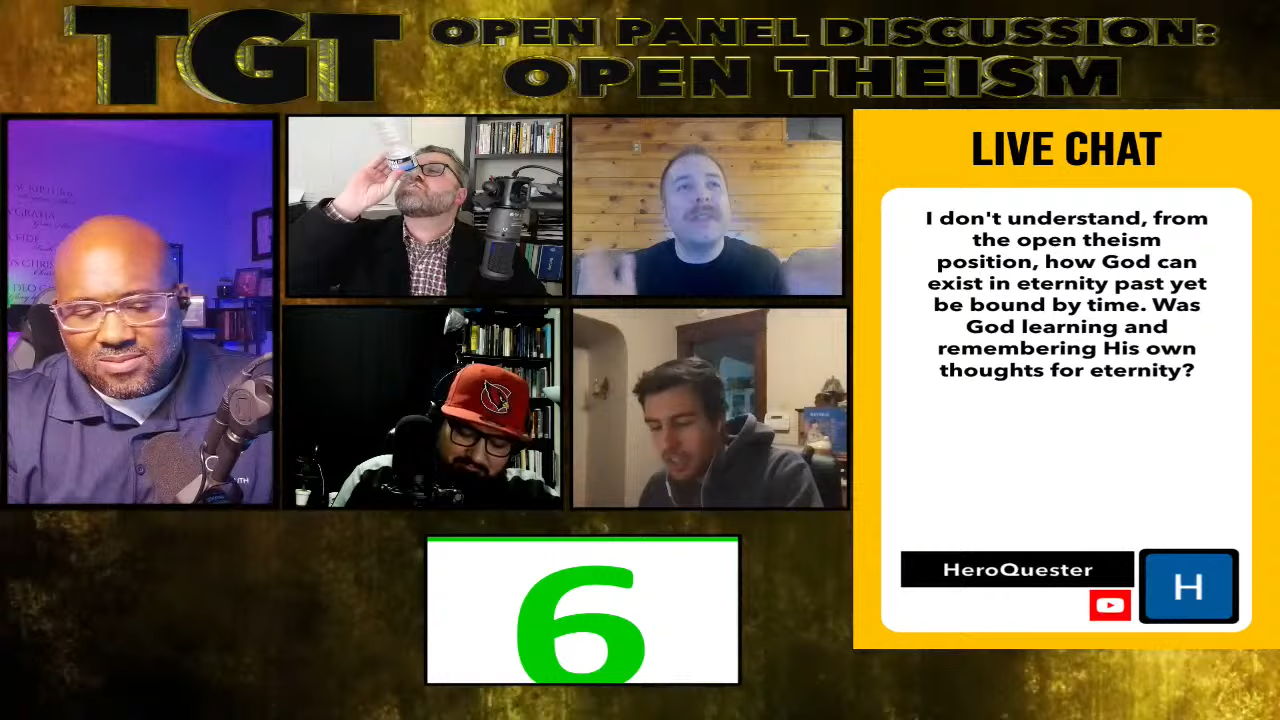 TGT
OPEN PANEL DISCUSSION:
OPEN THEISM
LIVE CHAT
I don't understand, from
the open theism
position, how God can
exist in eternity past yet
be bound by time. Was
God learning and
remembering His own
thoughts for eternity?
HeroQuester
H
6